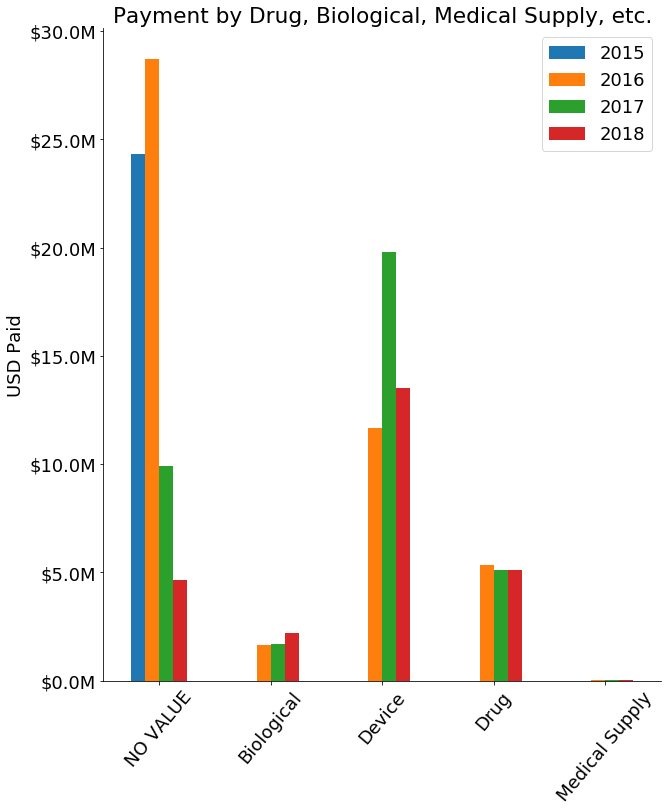 Payment by Drug, Biological, Medical Supply, etc.
2015
2016
2017
2018
$30.0M
$25.0M
$20.0M
$15.0M
$10.0M
$5.0M
$0.0M
USD Paid
NO VALUE
Biological
Device
Drug
Medical Supply